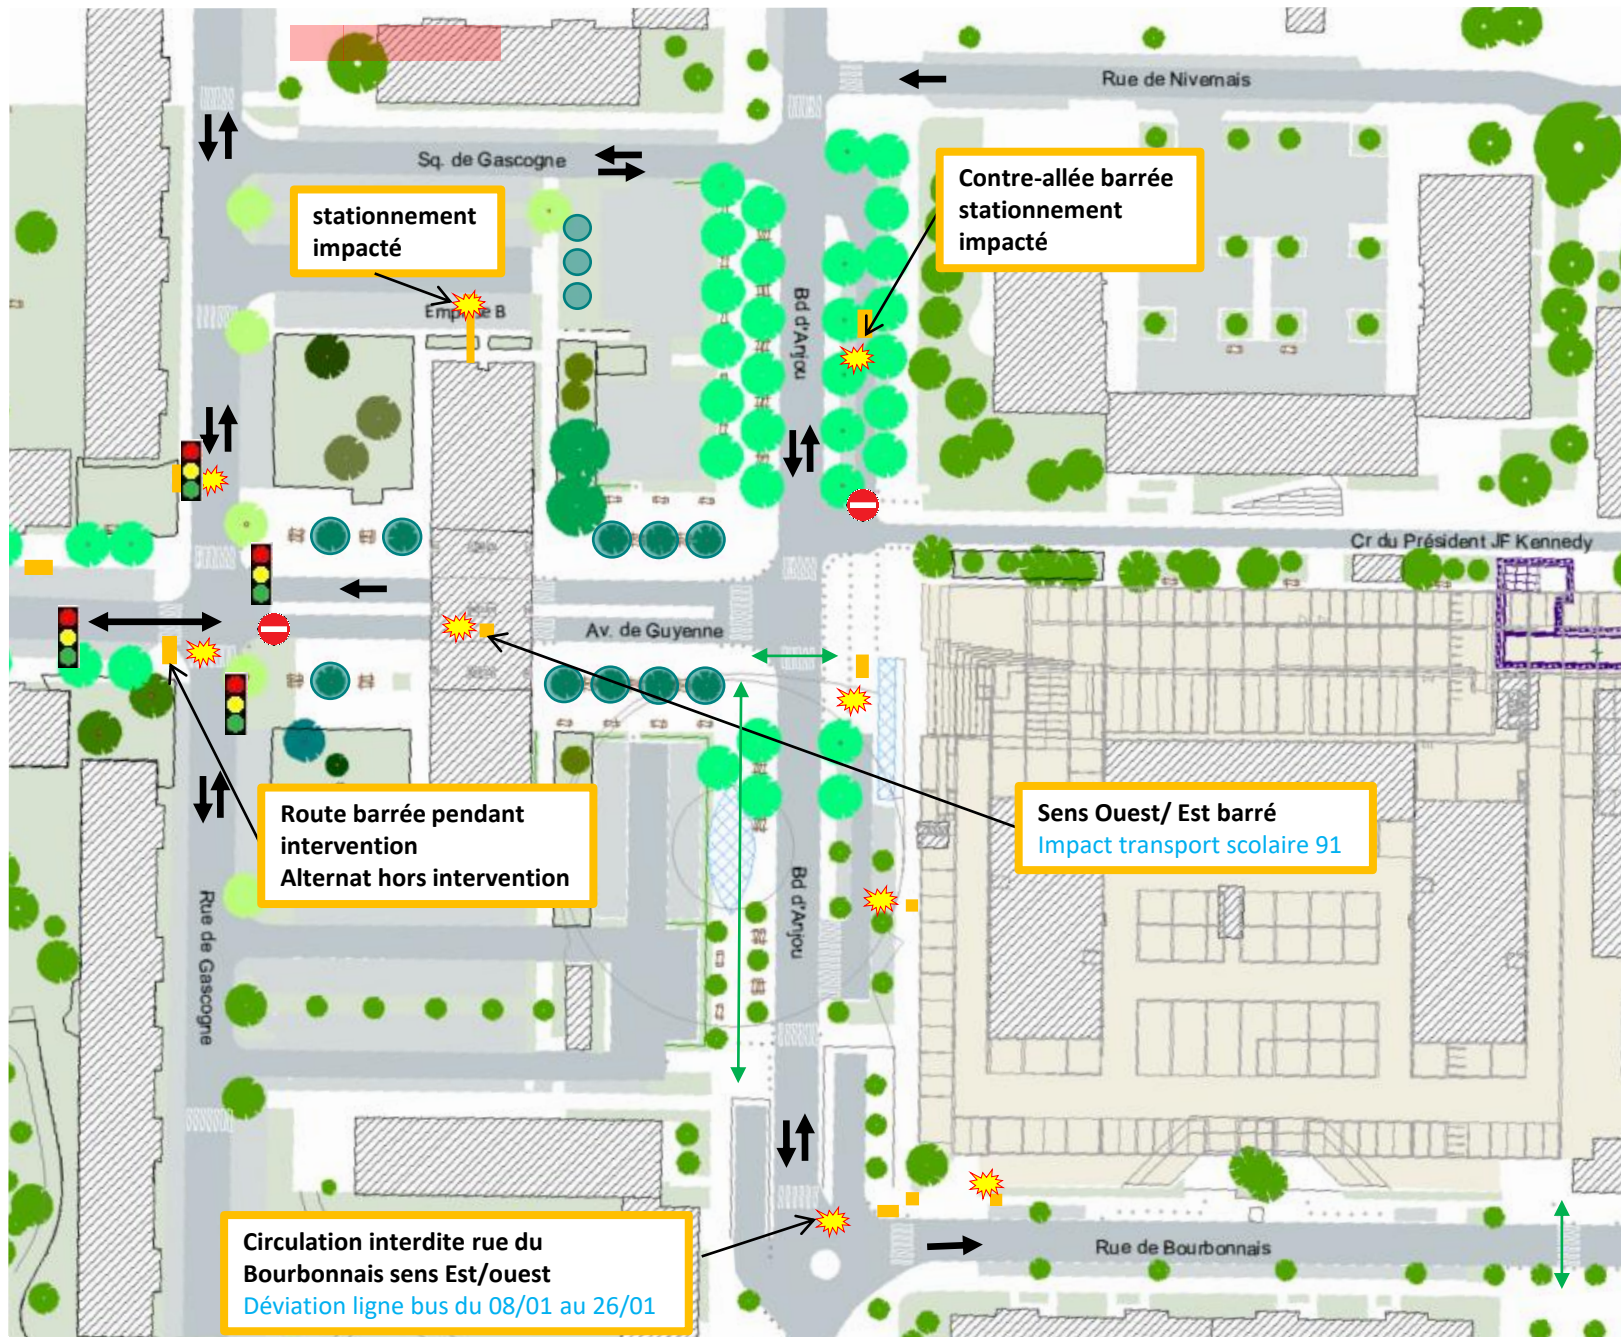 Rue de Nivernais
Sq. de Gascogne
Contre-allée barrée
stationnement
impacté
stationnement
impacté
B
Bd d'Anjou
Cr du Président JF Kennedy
Av. de Guyenne
Route barrée pendant
intervention
Alternat hors intervention
Sens Ouest/ Est barré
Impact transport scolaire 91
Rue de Gascogne
Bd d'Anjou
Circulation interdite rue du
Bourbonnais sens Est/ouest
Déviation ligne bus du 08/01 au 26/01
Rue de Bourbonnais